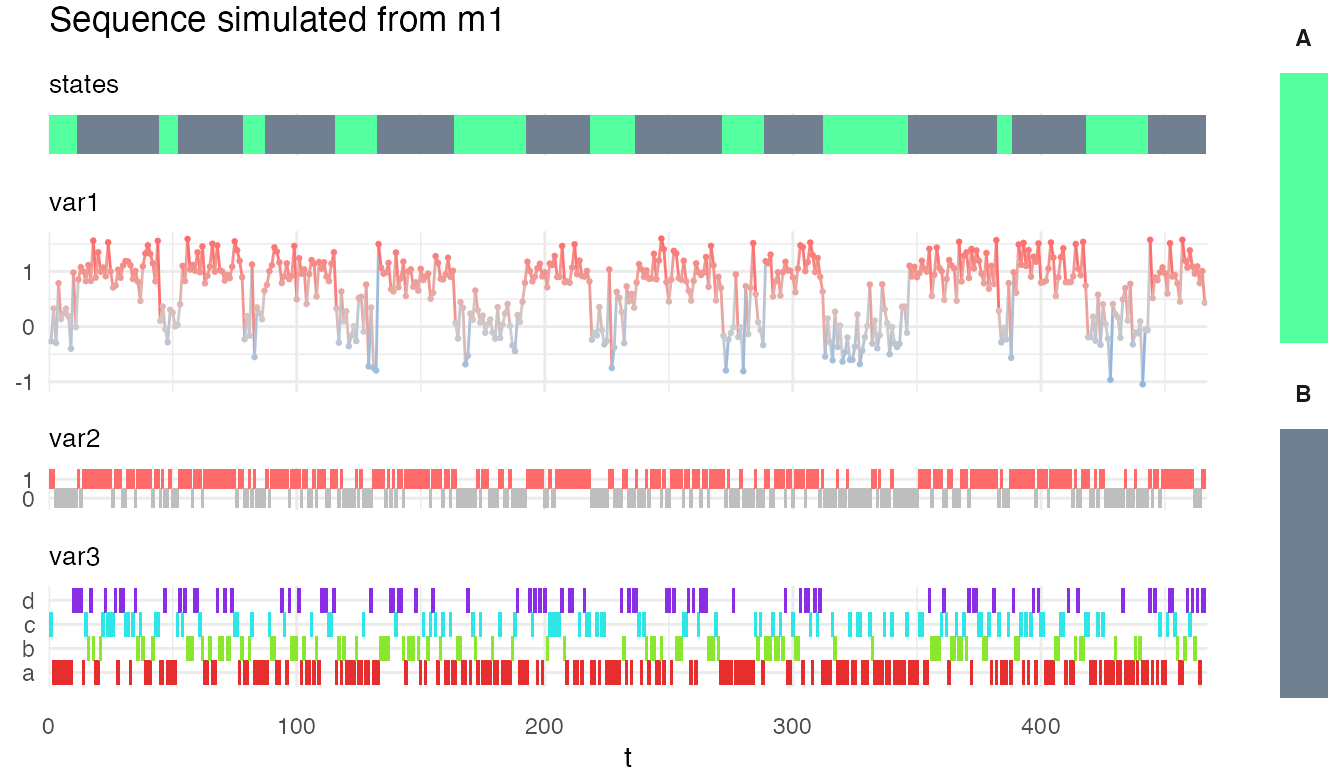 Sequence simulated from m1
A
states
var1
1
0
-1
B
var2
1
0
var3
d
c
b
a
0 100 200 300 400
t